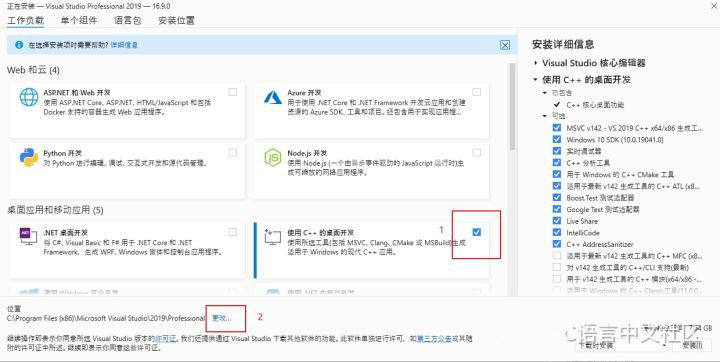 正在安装 — Visual Studio Professional 2019 — 16.9.0
工作负载 单个组件 语言包 安装位置
在选择安装项时需要帮助? 详细信息
Web 和云 (4)
ASP.NET 和 Web 开发
使用 ASP.NET Core、ASP.NET、HTML/JavaScript 和包括
Docker 支持的容器生成 Web 应用程序。
Azure 开发
用于使用 .NET Core 和 .NET Framework 开发云应用和创建
资源的 Azure SDK、工具和项目。还包含用于实现应用...
Python 开发
对 Python 进行编辑、调试、交互式开发和源代码管理。
Node.js 开发
使用 Node.js (一个由异步事件驱动的 JavaScript 运行时)生
成可缩放的网络应用程序。
桌面应用和移动应用 (5)
.NET 桌面开发
将 C#、Visual Basic 和 F# 用于 .NET Core 和 .NET
Framework，生成 WPF、Windows 窗体和控制台应用程序。
使用 C++ 的桌面开发
使用所选工具(包括 MSVC、Clang、CMake 或 MSBuild)生成
适用于 Windows 的现代 C++ 应用。
1
位置
C:\Program Files (x86)\Microsoft Visual Studio\2019\Professional 更改...
2
继续操作即表示你同意所选 Visual Studio 版本的许可证。我们还提供通过 Visual Studio 下载其他软件的功能。此软件单独进行许可，如第三方公告或其随
附的许可证中所述。继续即表示你同意这些许可证。
安装详细信息
Visual Studio 核心编辑器
使用 C++ 的桌面开发
已包含
C++ 核心桌面功能
可选
MSVC v142 - VS 2019 C++ x64/x86 生成工...
Windows 10 SDK (10.0.19041.0)
实时调试器
C++ 分析工具
用于 Windows 的 C++ CMake 工具
适用于最新 v142 生成工具的 C++ ATL (x8...
Boost.Test 测试适配器
Google Test 测试适配器
Live Share
IntelliCode
C++ AddressSanitizer
适用于最新 v142 生成工具的 C++ MFC (x8...
对 v142 生成工具的 C++/CLI 支持(最新)
适用于 v142 生成工具的 C++ 模块(x64/x8...
下载时安装
安装(I)
语言中文社区